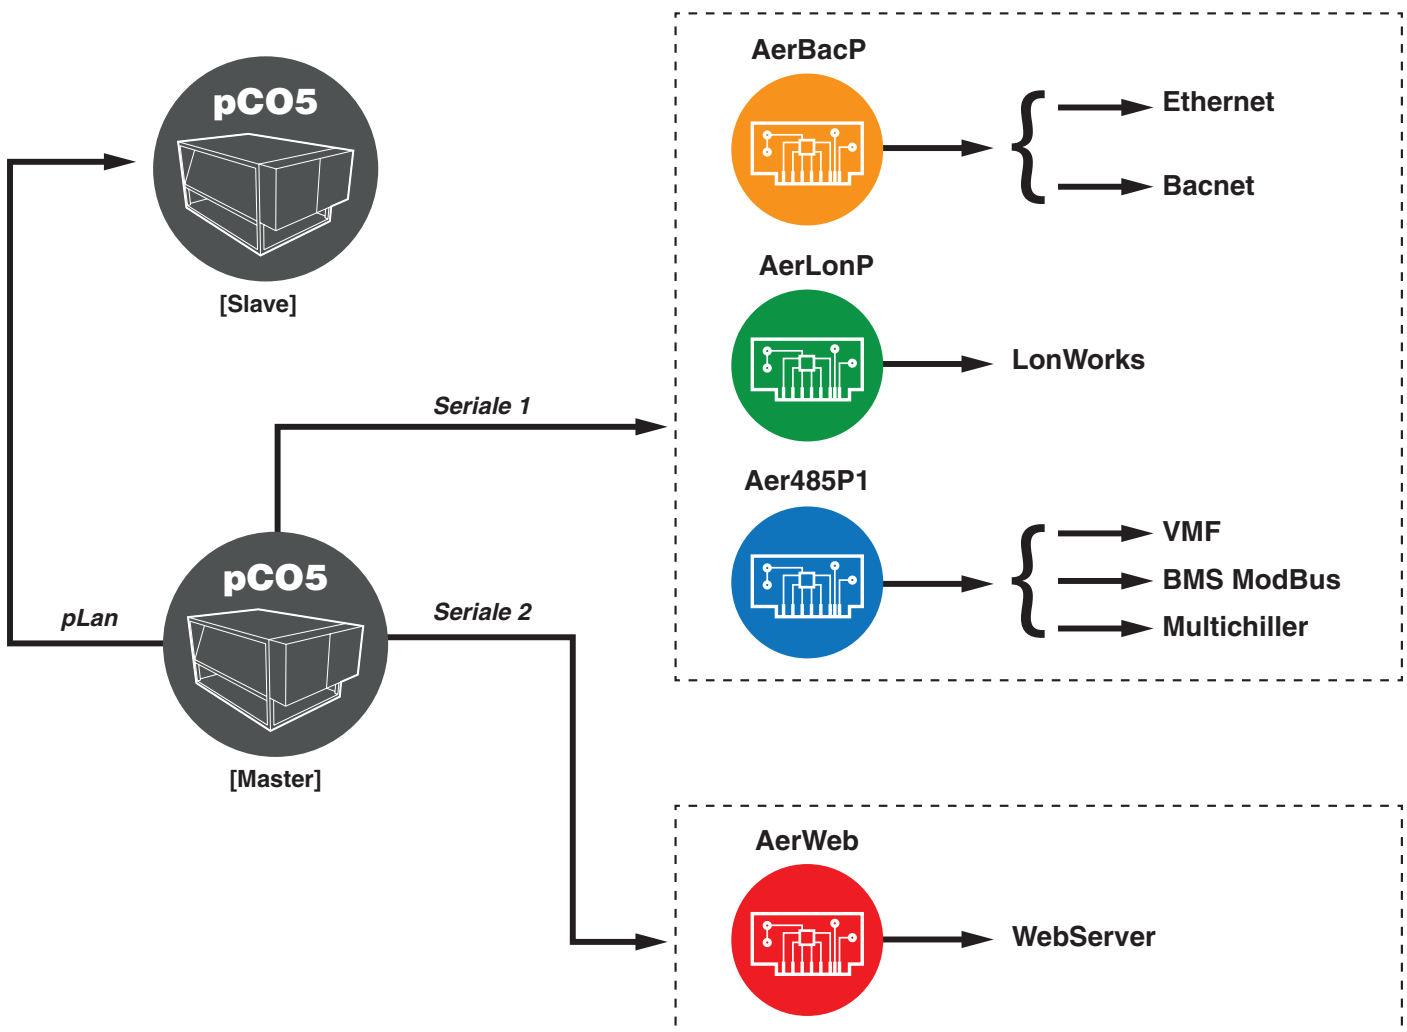 AerBacP
pCO5
Ethernet
Bacnet
[Slave]
AerLonP
LonWorks
Seriale 1
Aer485P1
pCO5
VMF
BMS ModBus
Multichiller
pLan
Seriale 2
[Master]
AerWeb
WebServer